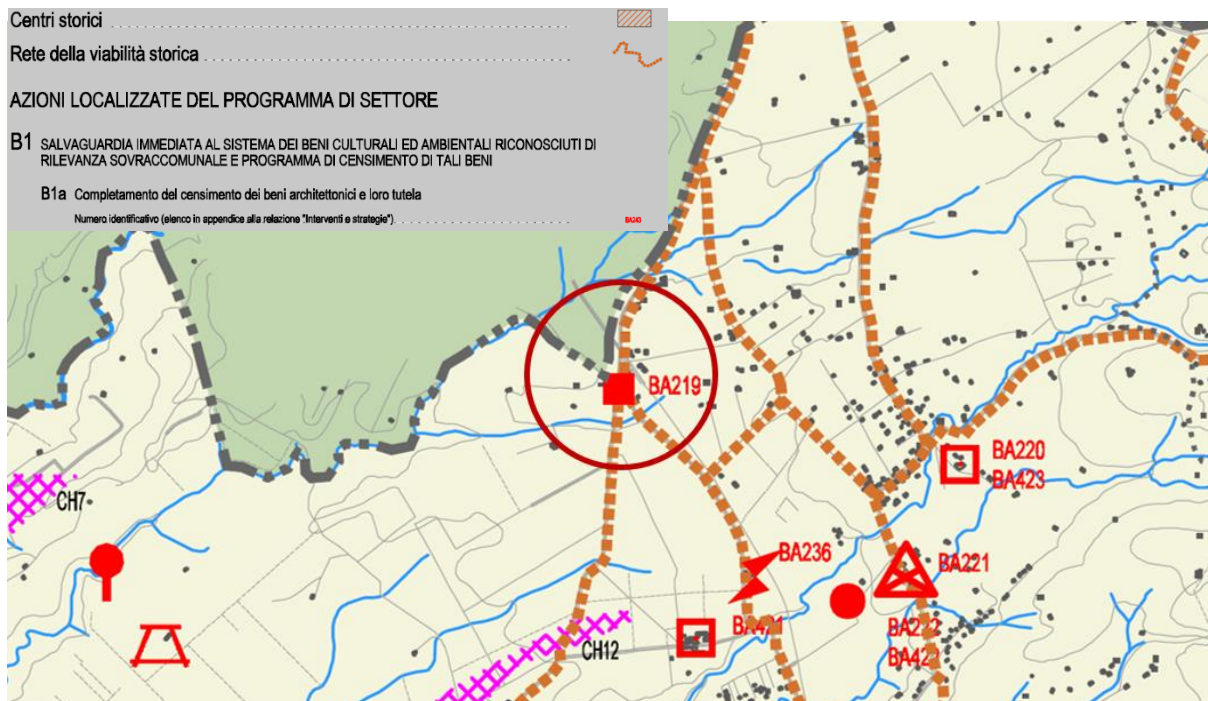 Centri storici
Rete della viabilità storica
AZIONI LOCALIZZATE DEL PROGRAMMA DI SETTORE
B1 SALVAGUARDIA IMMEDIATA AL SISTEMA DEI BENI CULTURALI ED AMBIENTALI RICONOSCIUTI DI
RILEVANZA SOVRACCOMUNALE E PROGRAMMA DI CENSIMENTO DI TALI BENI
B1a Completamento del censimento dei beni architettonici e loro tutela
Numero identificativo (elenco in appendice alla relazione "Interventi e strategie")
BA219
BA220
BA423
CH7
BA236
BA221
CH12